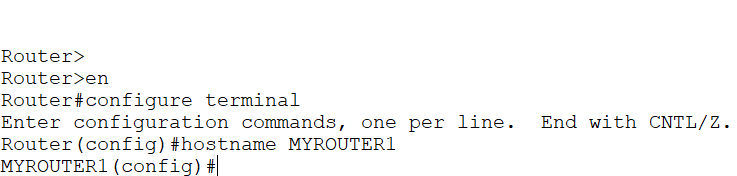 Router>
Router>en
Router#configure terminal
Enter configuration commands, one per line.  End with CNTL/Z.
Router(config)#hostname MYROUTER1
MYROUTER1(config)#